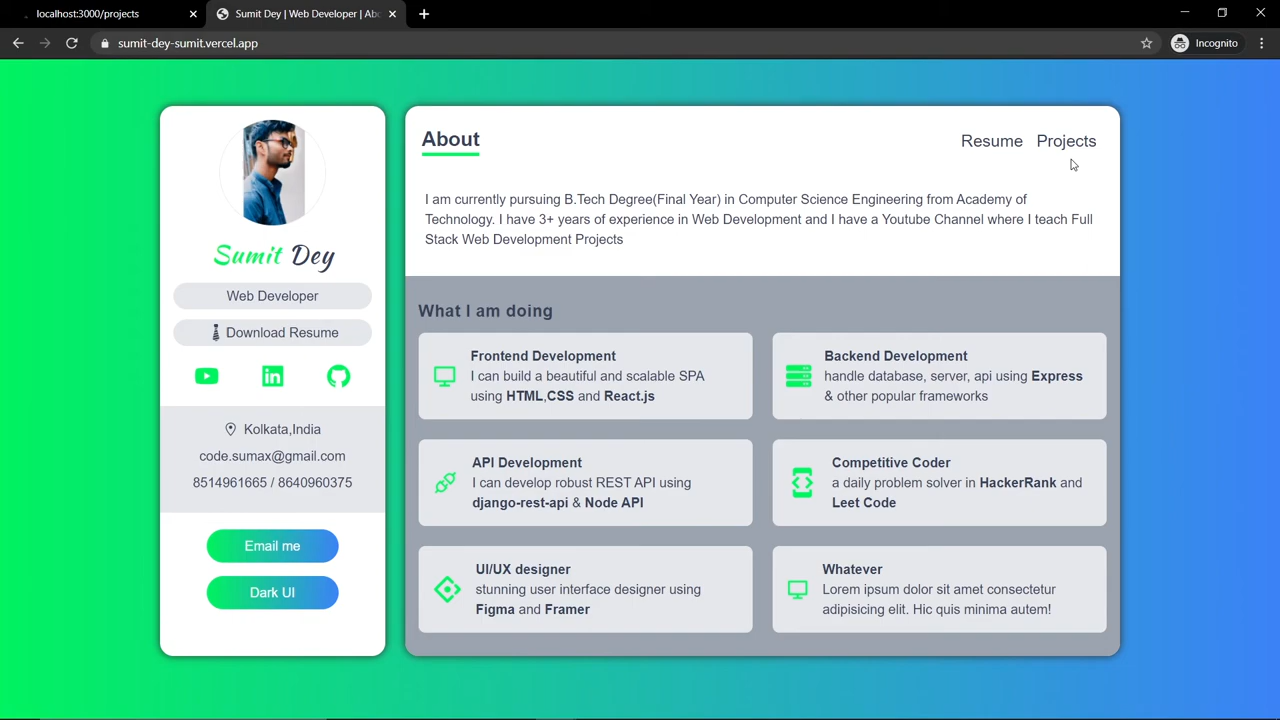 localhost:3000/projects
Sumit Dey | Web Developer | Abo
sumit-dey-sumit.vercel.app
Incognito
Sumit Dey
Web Developer
Download Resume
Kolkata,India
code.sumax@gmail.com
8514961665 / 8640960375
Email me
Dark UI
About
Resume
Projects
I am currently pursuing B.Tech Degree(Final Year) in Computer Science Engineering from Academy of
Technology. I have 3+ years of experience in Web Development and I have a Youtube Channel where I teach Full
Stack Web Development Projects
What I am doing
Frontend Development
I can build a beautiful and scalable SPA
using HTML,CSS and React.js
Backend Development
handle database, server, api using Express
& other popular frameworks
API Development
I can develop robust REST API using
django-rest-api & Node API
Competitive Coder
a daily problem solver in HackerRank and
Leet Code
UI/UX designer
stunning user interface designer using
Figma and Framer
Whatever
Lorem ipsum dolor sit amet consectetur
adipisicing elit. Hic quis minima autem!